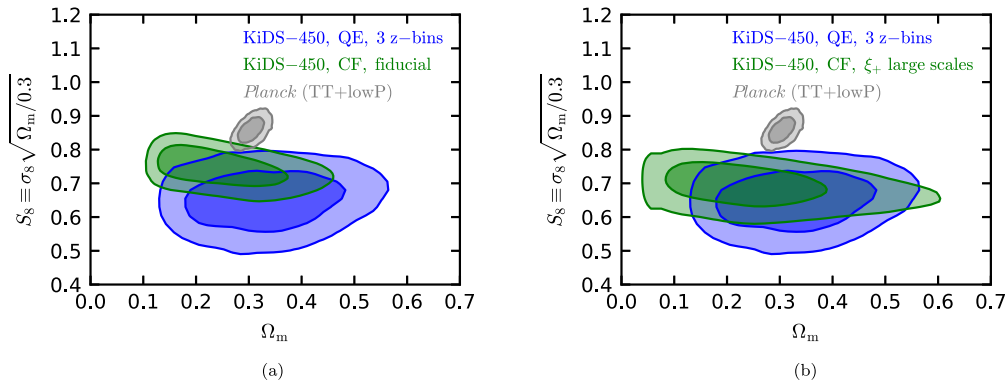 1.2
1.1
1.0
0.9
0.8
0.7
0.6
0.5
0.4
0.0 0.1 0.2 0.3 0.4 0.5 0.6 0.7
S₈ ≡ σ₈√Ωₘ/0.3
Ωₘ
KiDS−450, QE, 3 z-bins
KiDS−450, CF, fiducial
Planck (TT+lowP)
(a)
1.2
1.1
1.0
0.9
0.8
0.7
0.6
0.5
0.4
0.0 0.1 0.2 0.3 0.4 0.5 0.6 0.7
S₈ ≡ σ₈√Ωₘ/0.3
Ωₘ
KiDS−450, QE, 3 z-bins
KiDS−450, CF, ξ₊ large scales
Planck (TT+lowP)
(b)